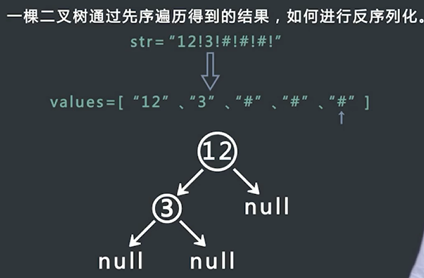 一棵二叉树通过先序遍历得到的结果，如何进行反序列化。
str=“12!3!#!#!#!”
values=[ “12” 、“3” 、“#” 、“#” 、“#” ]
12
3
null
null null